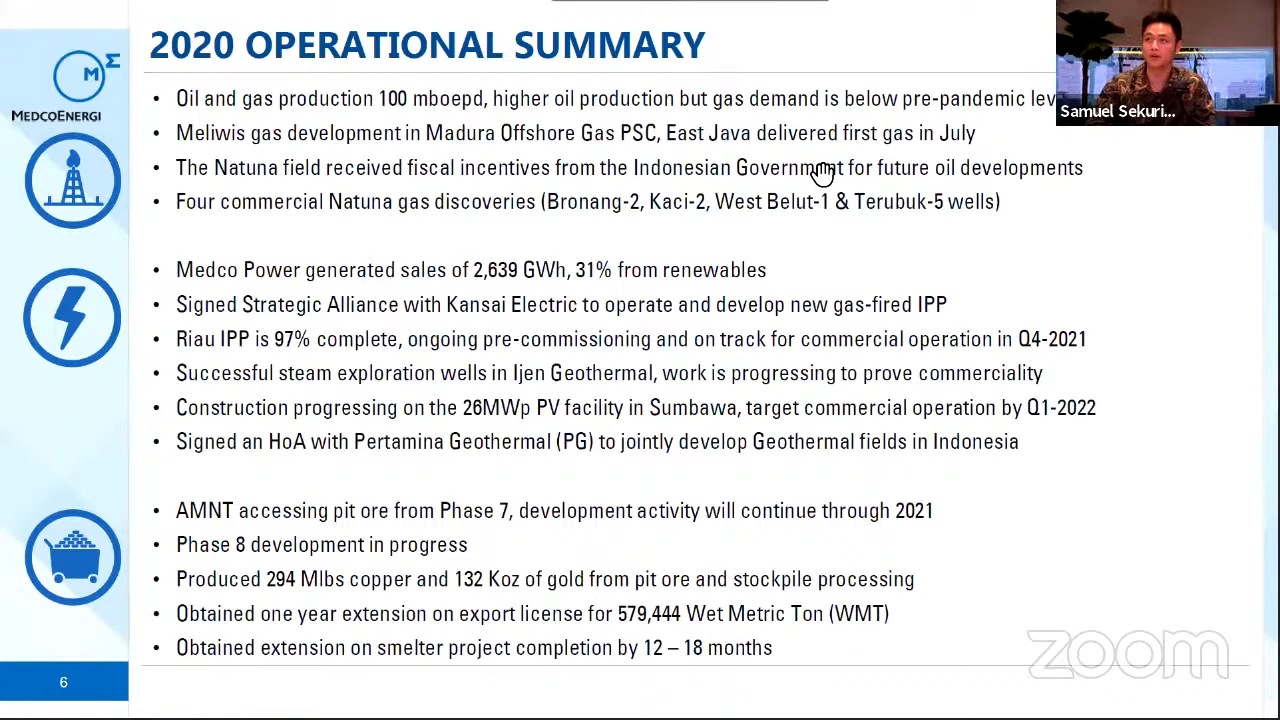 2020 OPERATIONAL SUMMARY
M Σ
MEDCOENERGI
Samuel Sekuri...
• Oil and gas production 100 mboepd, higher oil production but gas demand is below pre-pandemic lev
• Meliwis gas development in Madura Offshore Gas PSC, East Java delivered first gas in July
• The Natuna field received fiscal incentives from the Indonesian Government for future oil developments
• Four commercial Natuna gas discoveries (Bronang-2, Kaci-2, West Belut-1 & Terubuk-5 wells)
• Medco Power generated sales of 2,639 GWh, 31% from renewables
• Signed Strategic Alliance with Kansai Electric to operate and develop new gas-fired IPP
• Riau IPP is 97% complete, ongoing pre-commissioning and on track for commercial operation in Q4-2021
• Successful steam exploration wells in Ijen Geothermal, work is progressing to prove commerciality
• Construction progressing on the 26MWp PV facility in Sumbawa, target commercial operation by Q1-2022
• Signed an HoA with Pertamina Geothermal (PG) to jointly develop Geothermal fields in Indonesia
• AMNT accessing pit ore from Phase 7, development activity will continue through 2021
• Phase 8 development in progress
• Produced 294 Mlbs copper and 132 Koz of gold from pit ore and stockpile processing
• Obtained one year extension on export license for 579,444 Wet Metric Ton (WMT)
• Obtained extension on smelter project completion by 12 – 18 months
zoom
6